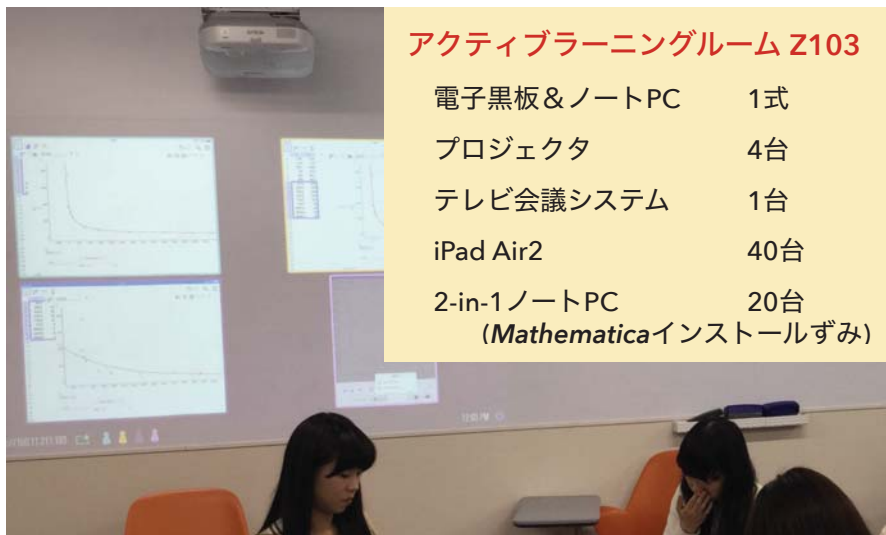 アクティブラーニングルーム Z103
電子黒板＆ノートPC 1式
プロジェクタ 4台
テレビ会議システム 1台
iPad Air2 40台
2-in-1ノートPC 20台
(Mathematicaインストールずみ)